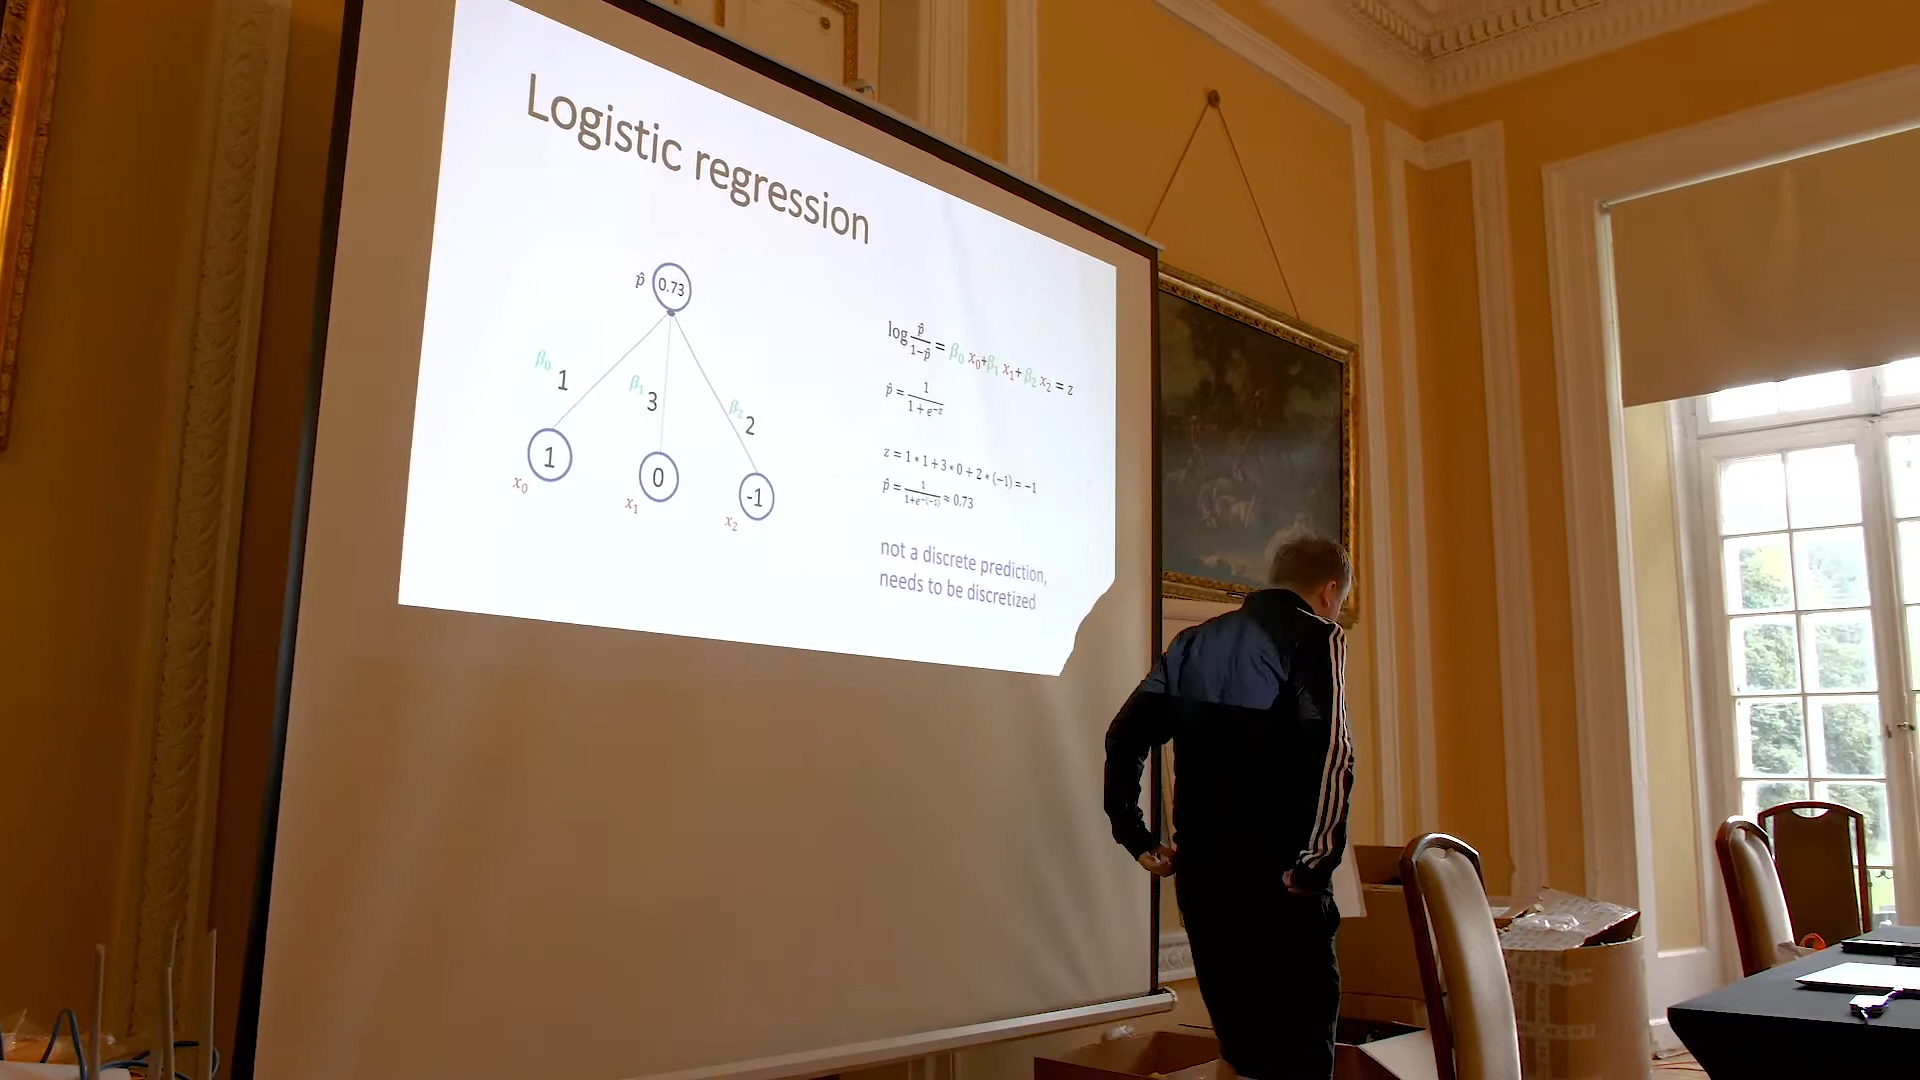 Logistic regression
p̂ 0.73
β₀ 1
β₁ 3
β₂ 2
1
0
-1
x₀
x₁
x₂
log p̂/1−p̂ = β₀ x₀+β₁ x₁+ β₂ x₂ = z
p̂ = 1/1 + e⁻ᶻ
z = 1 * 1 + 3 * 0 + 2 * (−1) = −1
p̂ = 1/1+e⁻⁽⁻¹⁾ ≈ 0.73
not a discrete prediction,
needs to be discretized